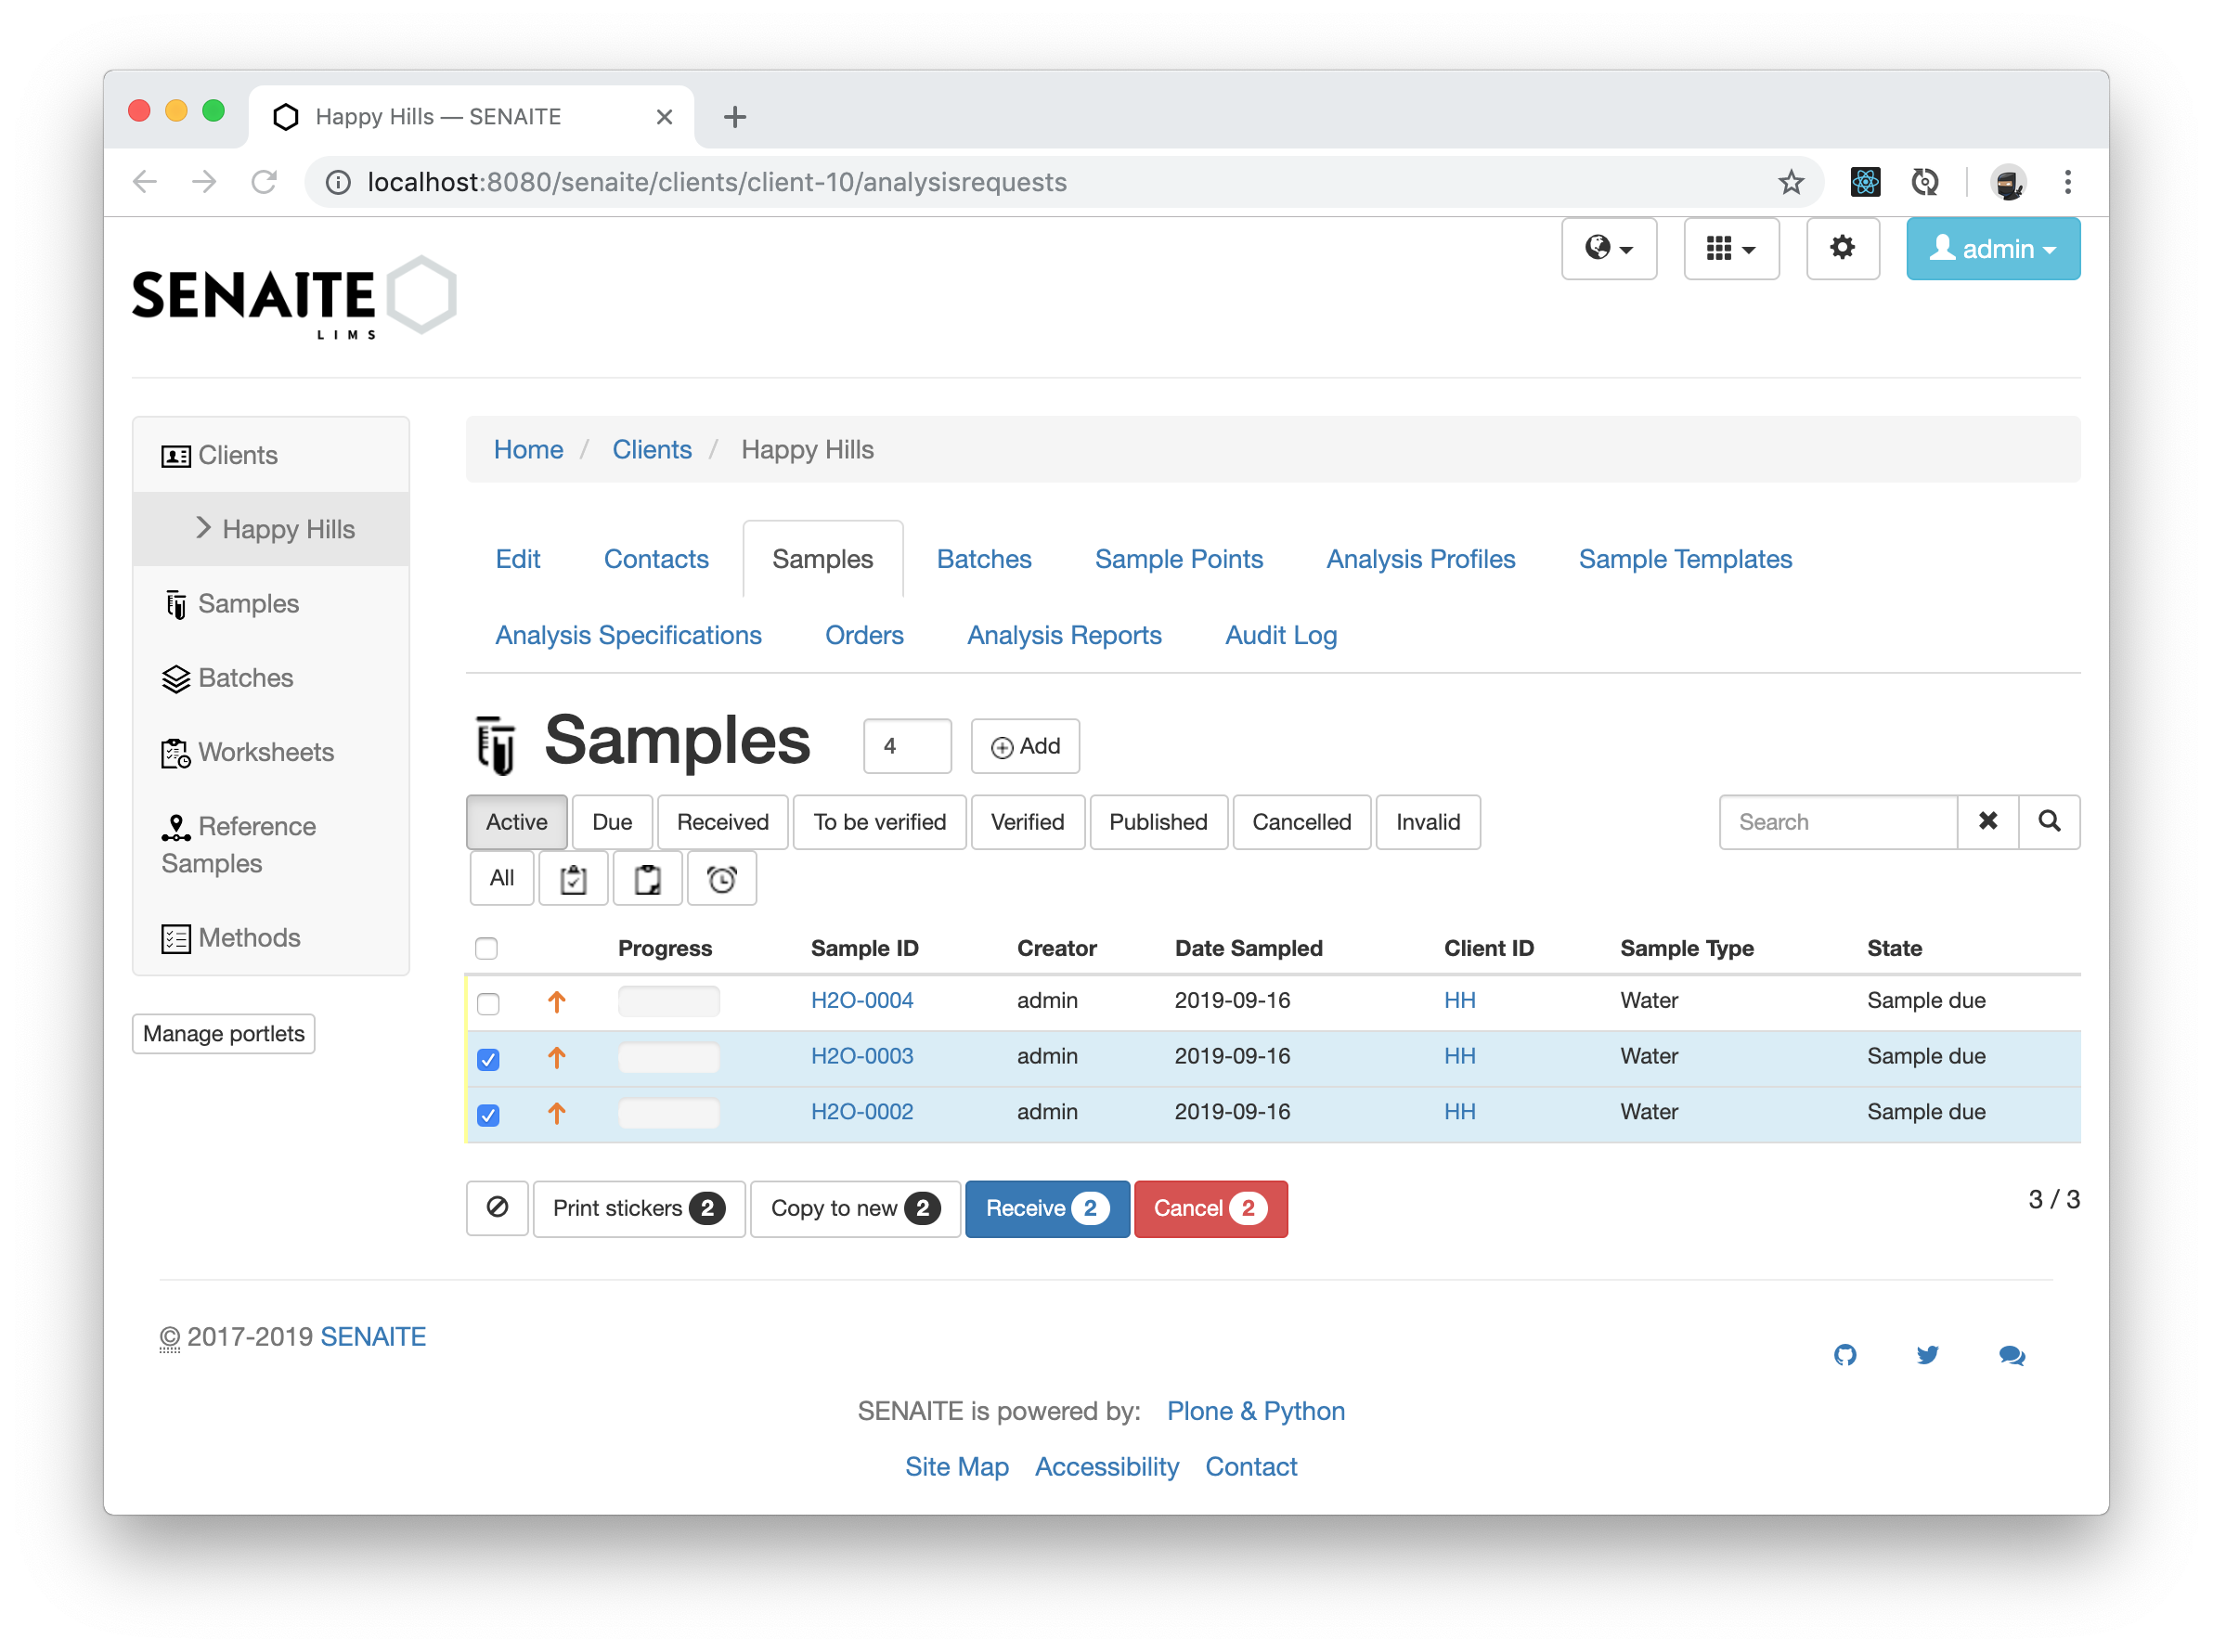 Happy Hills — SENAITE
localhost:8080/senaite/clients/client-10/analysisrequests
admin
SENAITE
LIMS
Clients
Happy Hills
Samples
Batches
Worksheets
Reference
Samples
Methods
Manage portlets
Home / Clients / Happy Hills
Edit Contacts Samples Batches Sample Points Analysis Profiles Sample Templates
Analysis Specifications Orders Analysis Reports Audit Log
Samples 4 Add
Active Due Received To be verified Verified Published Cancelled Invalid Search
All
Progress Sample ID Creator Date Sampled Client ID Sample Type State
H2O-0004 admin 2019-09-16 HH Water Sample due
H2O-0003 admin 2019-09-16 HH Water Sample due
H2O-0002 admin 2019-09-16 HH Water Sample due
Print stickers 2 Copy to new 2 Receive 2 Cancel 2 3 / 3
© 2017-2019 SENAITE
SENAITE is powered by: Plone & Python
Site Map Accessibility Contact